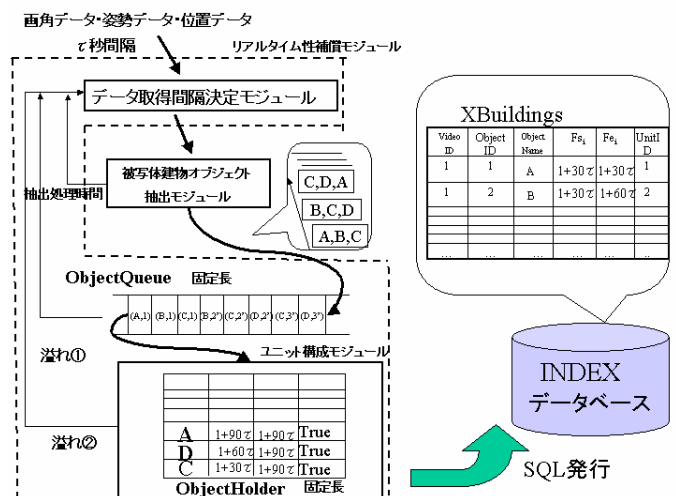 画角データ・姿勢データ・位置データ
τ秒間隔
リアルタイム性補償モジュール
データ取得間隔決定モジュール
被写体建物オブジェクト
抽出モジュール
抽出処理時間
C,D,A
B,C,D
A,B,C
ObjectQueue 固定長
(A,1) (B,1) (C,1) (B,2') (C,2') (D,2') (C,3') (D,3')
溢れ①
ユニット構成モジュール
溢れ②
A 1+90τ 1+90τ True
D 1+60τ 1+90τ True
C 1+30τ 1+90τ True
ObjectHolder 固定長
XBuildings
Video ID Object ID Object Name Fsi Fei UnitI D
1 1 A 1+30τ 1+30τ 1
1 2 B 1+30τ 1+60τ 2
... ... ... ... ... ..
INDEX
データベース
SQL発行